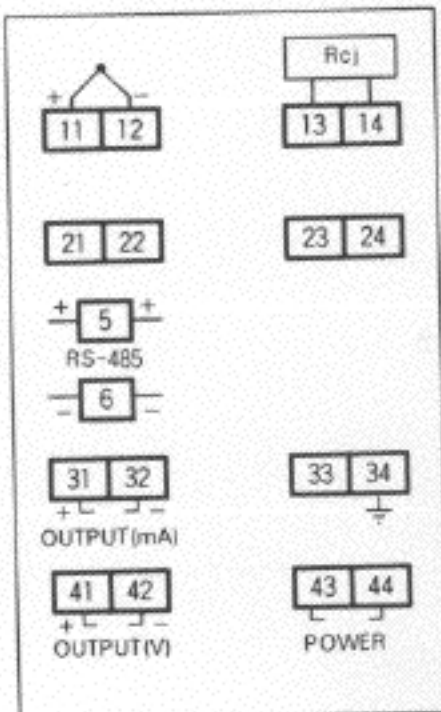 Rcj
+ −
11 12
13 14
21 22
23 24
+ 5 +
RS-485
− 6 −
31 32
33 34
+ −
OUTPUT(mA)
41 42
43 44
+ −
OUTPUT(V)
POWER